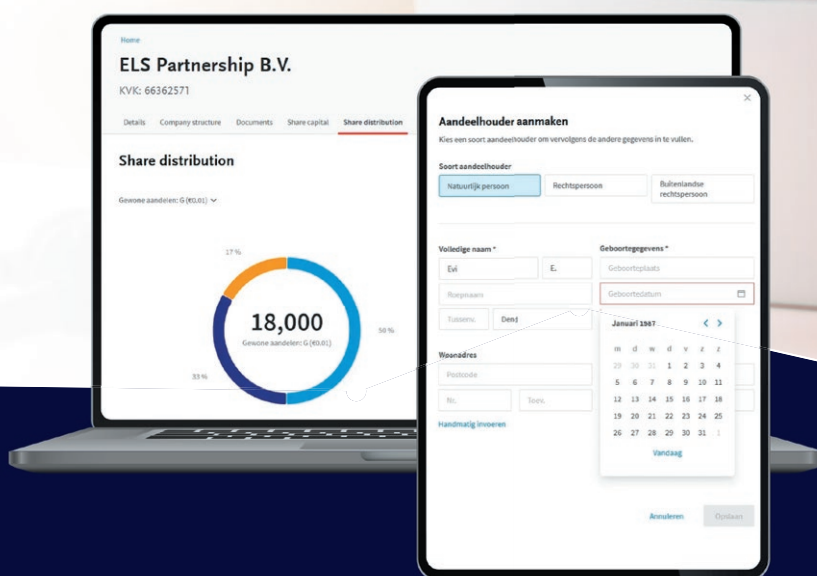 Home
ELS Partnership B.V.
KVK: 66362571
Details Company structure Documents Share capital Share distribution
Share distribution
Gewone aandelen: G (€0,01)
17 %
18,000
Gewone aandelen: G (€0,01)
50 %
33 %
Aandeelhouder aanmaken
Kies een soort aandeelhouder om vervolgens de andere gegevens in te vullen.
Soort aandeelhouder
Natuurlijk persoon Rechtspersoon Buitenlandse
rechtspersoon
Volledige naam * Geboortegegevens *
Evi E. Geboorteplaats
Roepnaam Geboortedatum
Tussenv. Dend
Januari 1987
m d w d v z z
29 30 31 1 2 3 4
5 6 7 8 9 10 11
12 13 14 15 16 17 18
19 20 21 22 23 24 25
26 27 28 29 30 31 1
Vandaag
Woonadres
Postcode
Nr. Toev.
Handmatig invoeren
Annuleren Opslaan